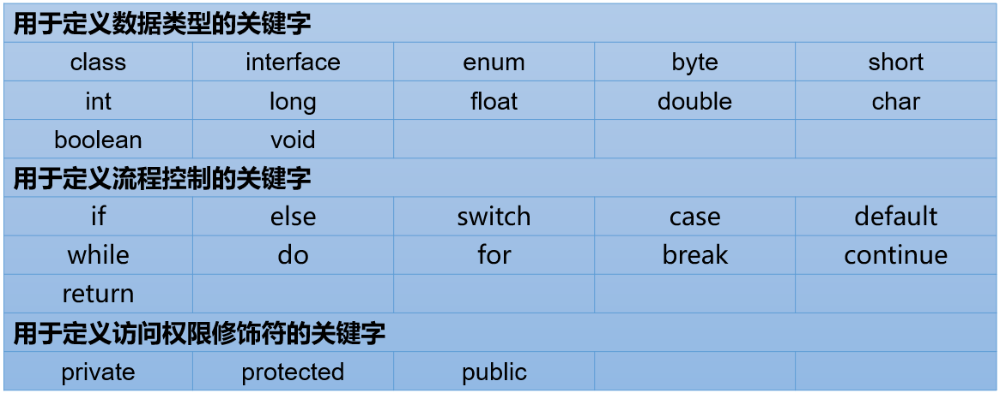 用于定义数据类型的关键字
class interface enum byte short
int long float double char
boolean void
用于定义流程控制的关键字
if else switch case default
while do for break continue
return
用于定义访问权限修饰符的关键字
private protected public